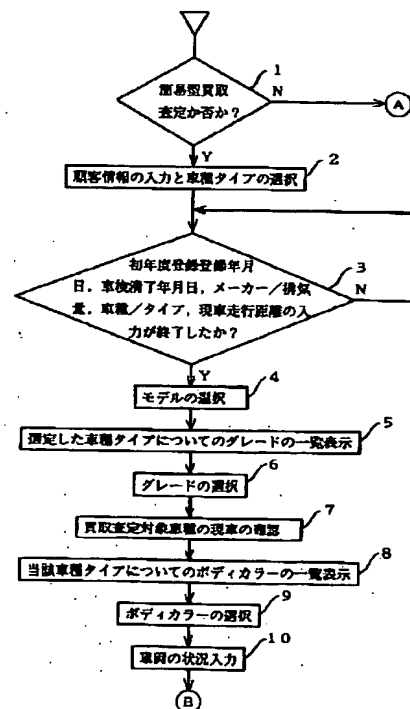 簡易型買取
査定か否か?
1
N
A
Y
2
顧客情報の入力と車種タイプの選択
初年度登録登録年月
日,車検満了年月日,メーカー/排気
量,車種/タイプ,現車走行距離の入
力が終了したか?
3
N
Y
4
モデルの選択
5
選定した車種タイプについてのグレードの一覧表示
6
グレードの選択
7
買取査定対象車種の現車の確認
8
当該車種タイプについてのボディカラーの一覧表示
9
ボディカラーの選択
10
車両の状況入力
B